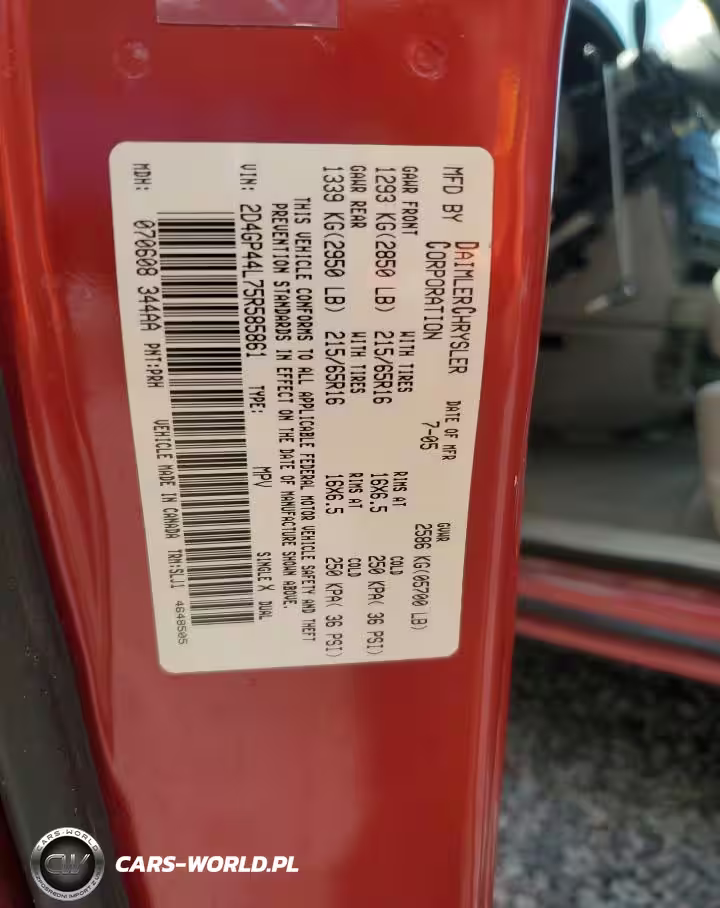 MFD BY DAIMLERCHRYSLER CORPORATION
DATE OF MFR 7-05
GVWR 2586 KG(05700 LB)
GAWR FRONT WITH TIRES RIMS AT COLD
1293 KG(2850 LB) 215/65R16 16X6.5 250 KPA( 36 PSI)
GAWR REAR WITH TIRES RIMS AT COLD
1339 KG(2950 LB) 215/65R16 16X6.5 250 KPA( 36 PSI)
THIS VEHICLE CONFORMS TO ALL APPLICABLE FEDERAL MOTOR VEHICLE SAFETY AND THEFT
PREVENTION STANDARDS IN EFFECT ON THE DATE OF MANUFACTURE SHOWN ABOVE.
VIN: 2D4GP44L75R585861 TYPE: MPV SINGLE X DUAL
MDH: 070608 344AA PNT:PRH VEHICLE MADE IN CANADA TRM:SLJ1 4648505
CARS-WORLD
CW
CARS-WORLD.PL